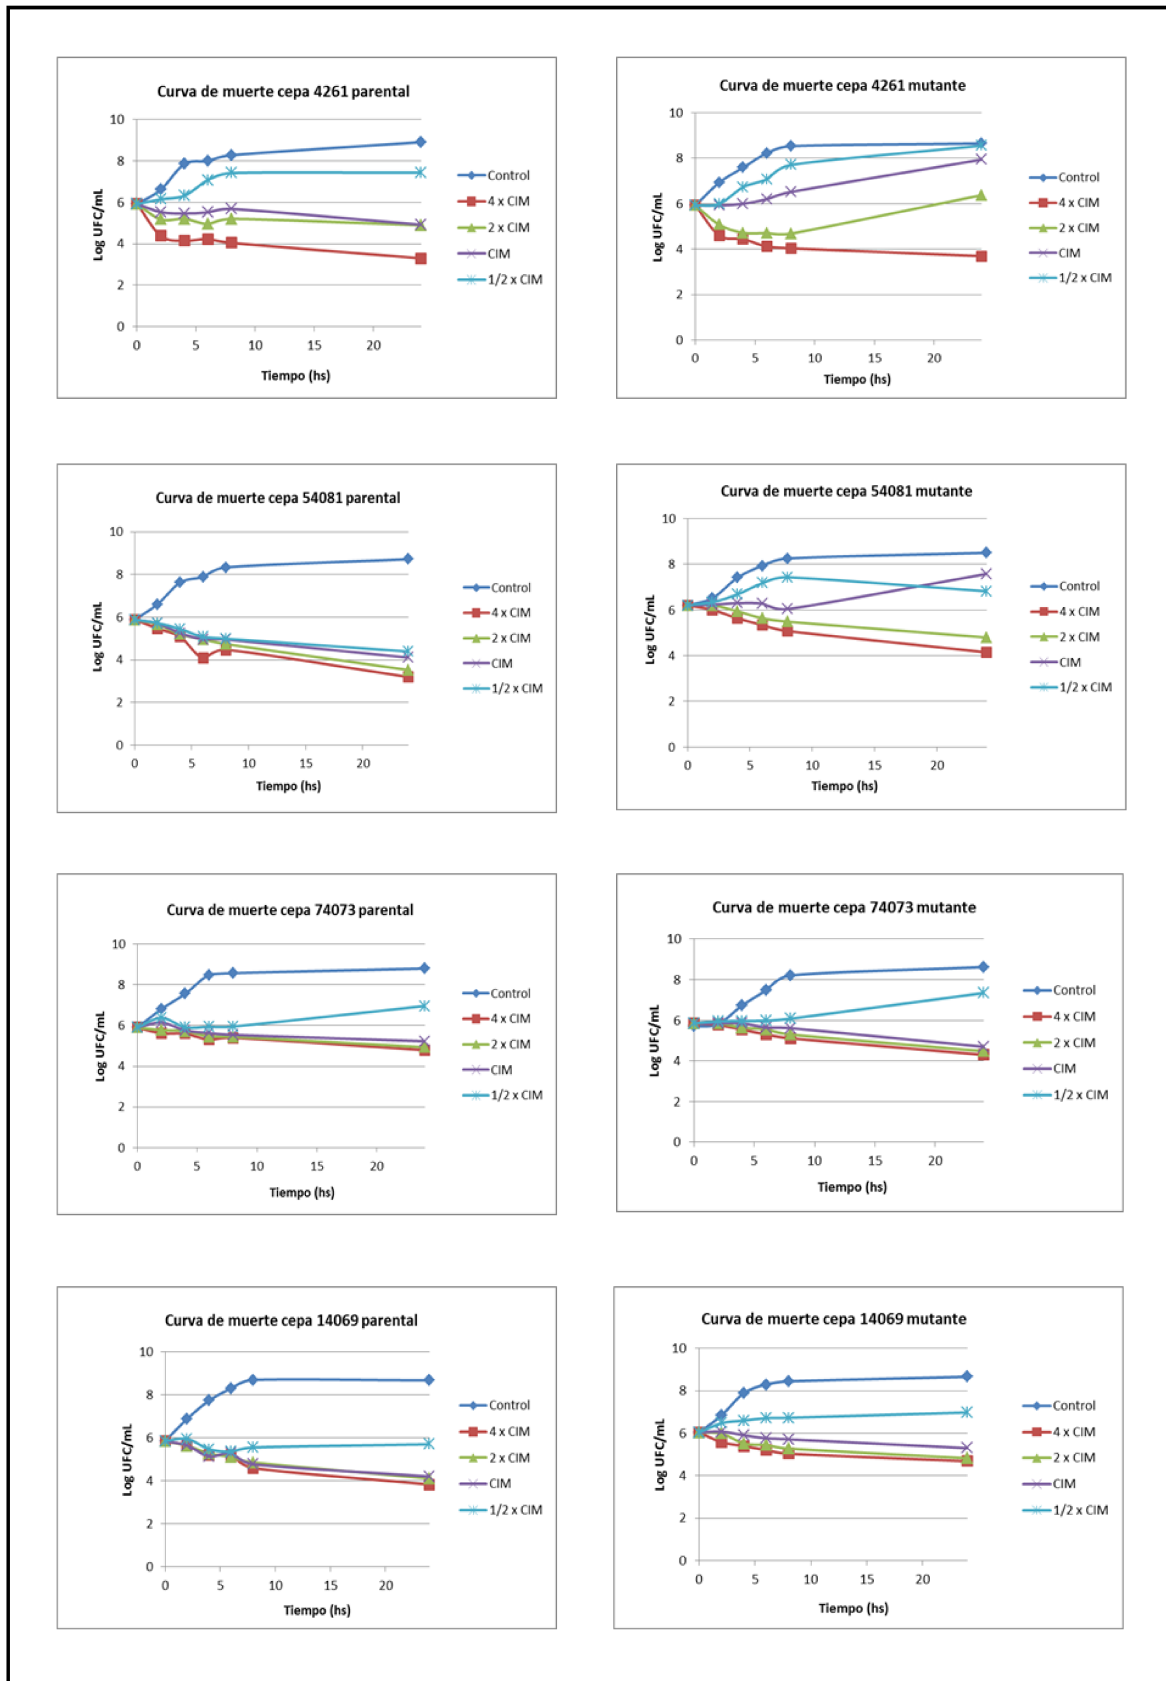 Curva de muerte cepa 4261 parental
10
8
6
4
2
0
Log UFC/mL
0 5 10 15 20
Tiempo (hs)
Control
4 x CIM
2 x CIM
CIM
1/2 x CIM
Curva de muerte cepa 4261 mutante
10
8
6
4
2
0
Log UFC/mL
0 5 10 15 20
Tiempo (hs)
Control
4 x CIM
2 x CIM
CIM
1/2 x CIM
Curva de muerte cepa 54081 parental
10
8
6
4
2
0
Log UFC/mL
0 5 10 15 20
Tiempo (hs)
Control
4 x CIM
2 x CIM
CIM
1/2 x CIM
Curva de muerte cepa 54081 mutante
10
8
6
4
2
0
Log UFC/mL
0 5 10 15 20
Tiempo (hs)
Control
4 x CIM
2 x CIM
CIM
1/2 x CIM
Curva de muerte cepa 74073 parental
10
8
6
4
2
0
Log UFC/mL
0 5 10 15 20
Tiempo (hs)
Control
4 x CIM
2 x CIM
CIM
1/2 x CIM
Curva de muerte cepa 74073 mutante
10
8
6
4
2
0
Log UFC/mL
0 5 10 15 20
Tiempo (hs)
Control
4 x CIM
2 x CIM
CIM
1/2 x CIM
Curva de muerte cepa 14069 parental
10
8
6
4
2
0
Log UFC/mL
0 5 10 15 20
Tiempo (hs)
Control
4 x CIM
2 x CIM
CIM
1/2 x CIM
Curva de muerte cepa 14069 mutante
10
8
6
4
2
0
Log UFC/mL
0 5 10 15 20
Tiempo (hs)
Control
4 x CIM
2 x CIM
CIM
1/2 x CIM